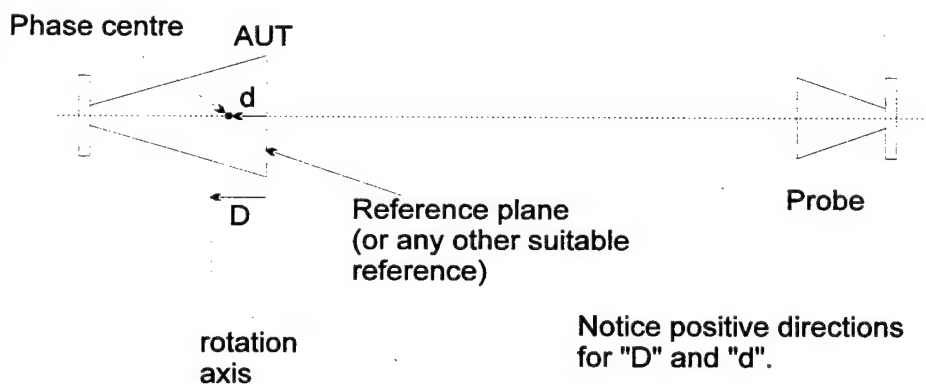 Phase centre
AUT
d
D
Reference plane
(or any other suitable
reference)
Probe
rotation
axis
Notice positive directions
for "D" and "d".